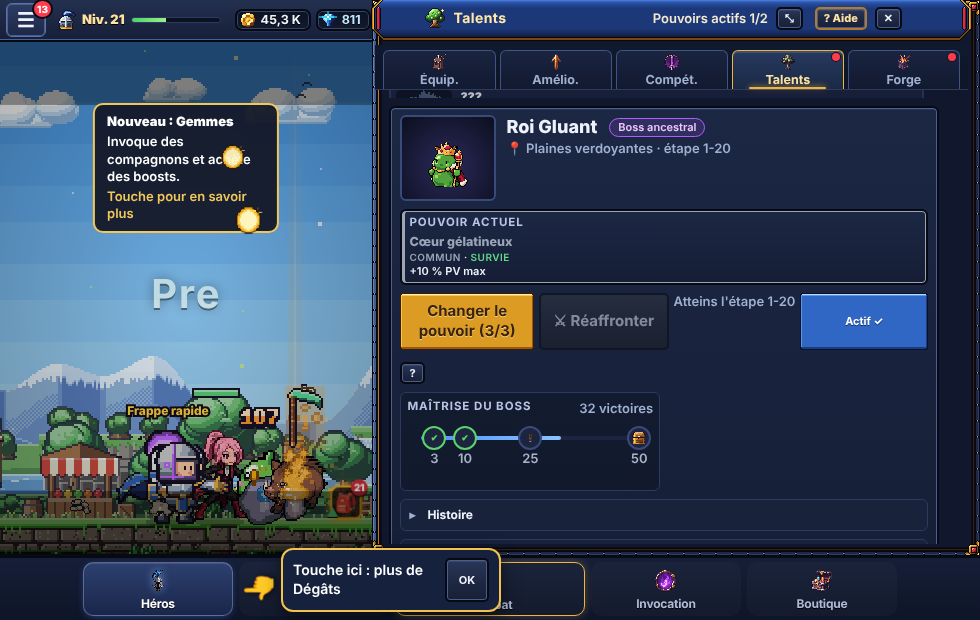 13
Niv. 21
45,3 K
811
Talents
Pouvoirs actifs 1/2
? Aide
Équip.
Amélio.
Compét.
Talents
Forge
???
Nouveau : Gemmes
Invoque des
compagnons et
des boosts.
Touche pour en savoir
plus
Pre
Frappe rapide
107
21
Roi Gluant
Boss ancestral
Plaines verdoyantes · étape 1-20
POUVOIR ACTUEL
Cœur gélatineux
COMMUN · SURVIE
+10 % PV max
Changer le
pouvoir (3/3)
⚔ Réaffronter
Atteins l'étape 1-20
Actif ✓
?
MAÎTRISE DU BOSS
32 victoires
3
10
25
50
Histoire
Héros
Touche ici : plus de
Dégâts
OK
Invocation
Boutique